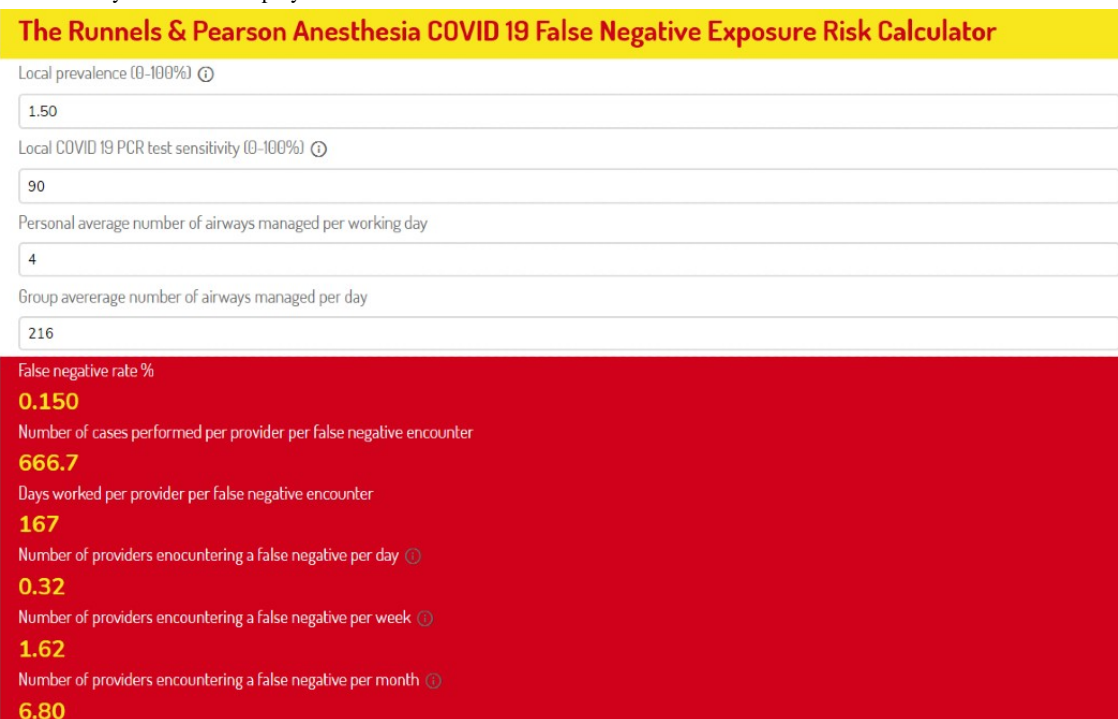 The Runnels & Pearson Anesthesia COVID 19 False Negative Exposure Risk Calculator
Local prevalence (0-100%)
1.50
Local COVID 19 PCR test sensitivity (0-100%)
90
Personal average number of airways managed per working day
4
Group avererage number of airways managed per day
216
False negative rate %
0.150
Number of cases performed per provider per false negative encounter
666.7
Days worked per provider per false negative encounter
167
Number of providers enocuntering a false negative per day
0.32
Number of providers encountering a false negative per week
1.62
Number of providers encountering a false negative per month
6.80